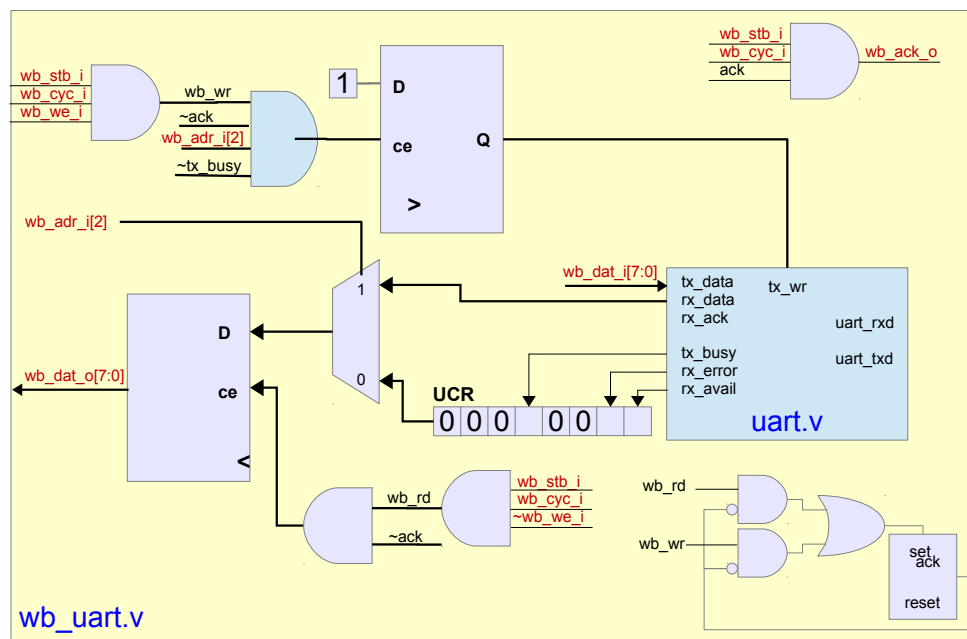 wb_stb_i
wb_cyc_i
wb_we_i
wb_wr
~ack
wb_adr_i[2]
~tx_busy
1
D
ce
Q
>
wb_stb_i
wb_cyc_i
ack
wb_ack_o
wb_adr_i[2]
1
0
wb_dat_i[7:0]
tx_data
rx_data
rx_ack
tx_busy
rx_error
rx_avail
tx_wr
uart_rxd
uart_txd
uart.v
D
ce
<
wb_dat_o[7:0]
UCR
0 0 0 0 0
wb_rd
~ack
wb_stb_i
wb_cyc_i
~wb_we_i
wb_rd
wb_wr
set
ack
reset
wb_uart.v